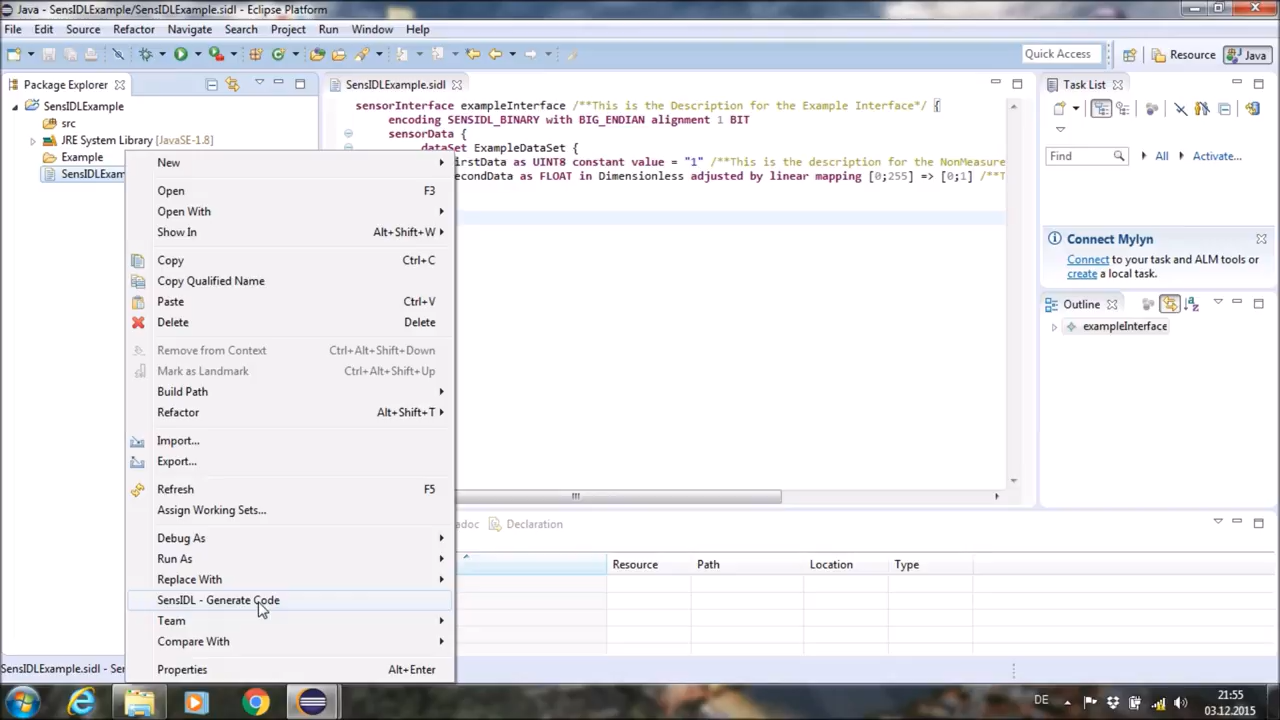 Java - SensIDLExample/SensIDLExample.sidl - Eclipse Platform
File Edit Source Refactor Navigate Search Project Run Window Help
Quick Access Resource Java
Package Explorer
SensIDLExample
src
JRE System Library [JavaSE-1.8]
Example
SensIDLExam
New
Open F3
Open With
Show In Alt+Shift+W
Copy Ctrl+C
Copy Qualified Name
Paste Ctrl+V
Delete Delete
Remove from Context Ctrl+Alt+Shift+Down
Mark as Landmark Ctrl+Alt+Shift+Up
Build Path
Refactor Alt+Shift+T
Import...
Export...
Refresh F5
Assign Working Sets...
Debug As
Run As
Replace With
SensIDL - Generate Code
Team
Compare With
Properties Alt+Enter
SensIDLExample.sidl
sensorInterface exampleInterface /**This is the Description for the Example Interface*/ {
encoding SENSIDL_BINARY with BIG_ENDIAN alignment 1 BIT
sensorData {
dataSet ExampleDataSet {
firstData as UINT8 constant value = "1" /**This is the description for the NonMeasure
econdData as FLOAT in Dimensionless adjusted by linear mapping [0;255] => [0;1] /**T
adoc Declaration
Resource Path Location Type
Task List
Find All Activate...
Connect Mylyn
Connect to your task and ALM tools or
create a local task.
Outline
exampleInterface
SensIDLExample.sidl - Sen
DE
21:55
03.12.2015